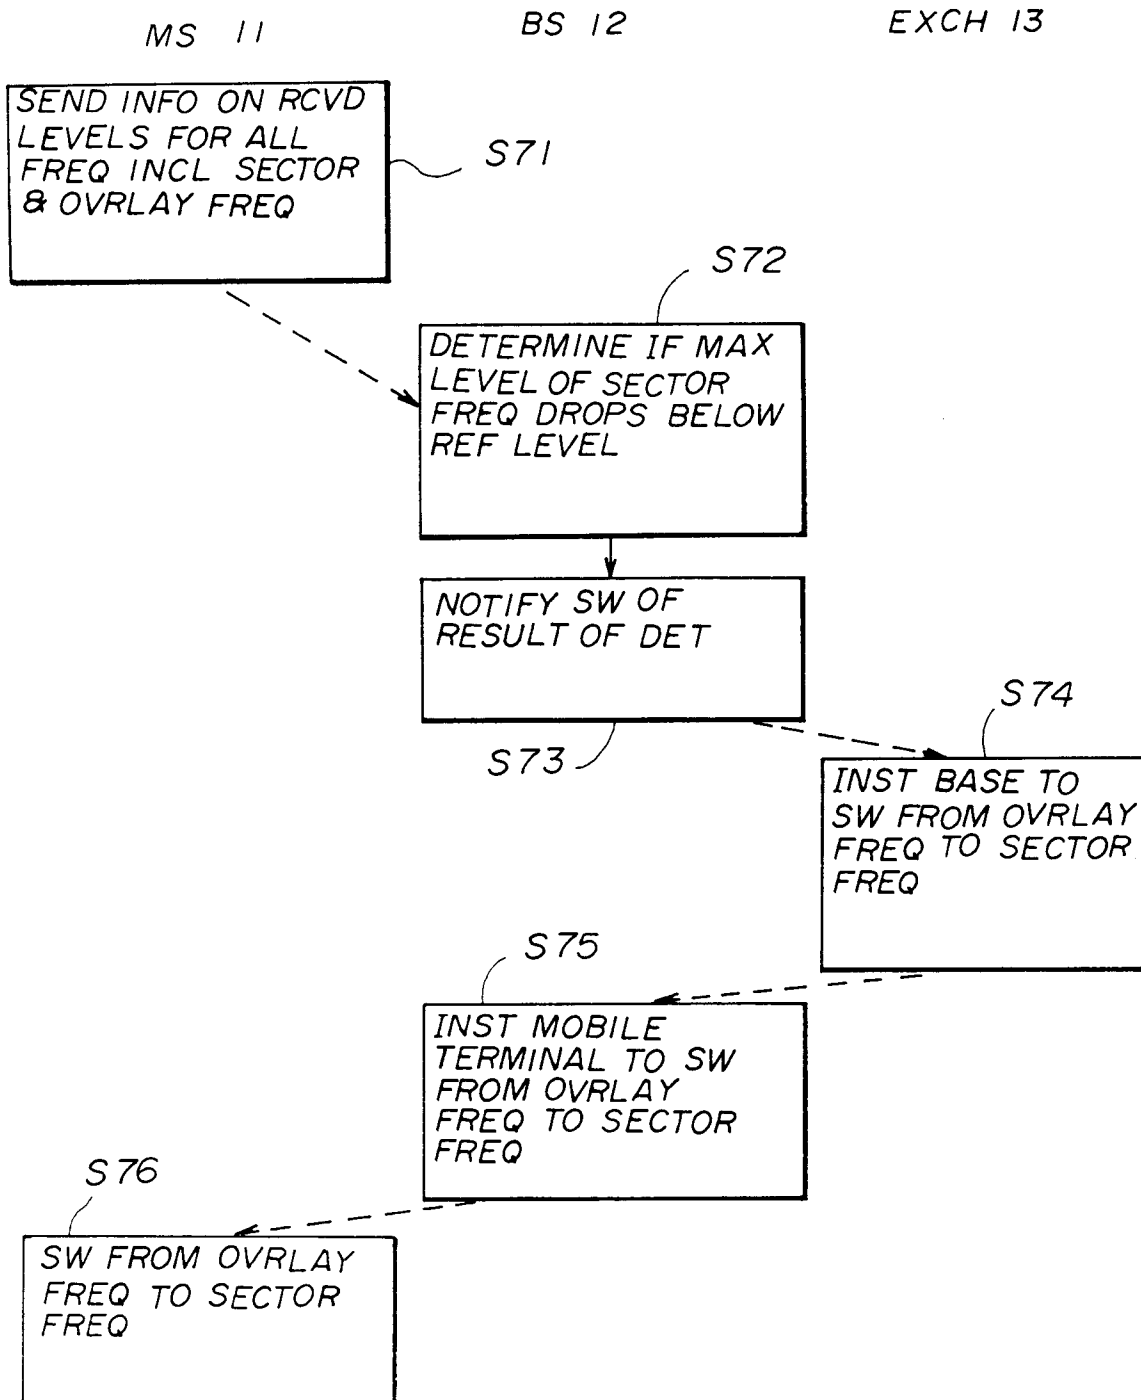 MS 11 BS 12 EXCH 13
SEND INFO ON RCVD
LEVELS FOR ALL
FREQ INCL SECTOR
& OVRLAY FREQ
S71
S72
DETERMINE IF MAX
LEVEL OF SECTOR
FREQ DROPS BELOW
REF LEVEL
NOTIFY SW OF
RESULT OF DET
S73
S74
INST BASE TO
SW FROM OVRLAY
FREQ TO SECTOR
FREQ
S75
INST MOBILE
TERMINAL TO SW
FROM OVRLAY
FREQ TO SECTOR
FREQ
S76
SW FROM OVRLAY
FREQ TO SECTOR
FREQ